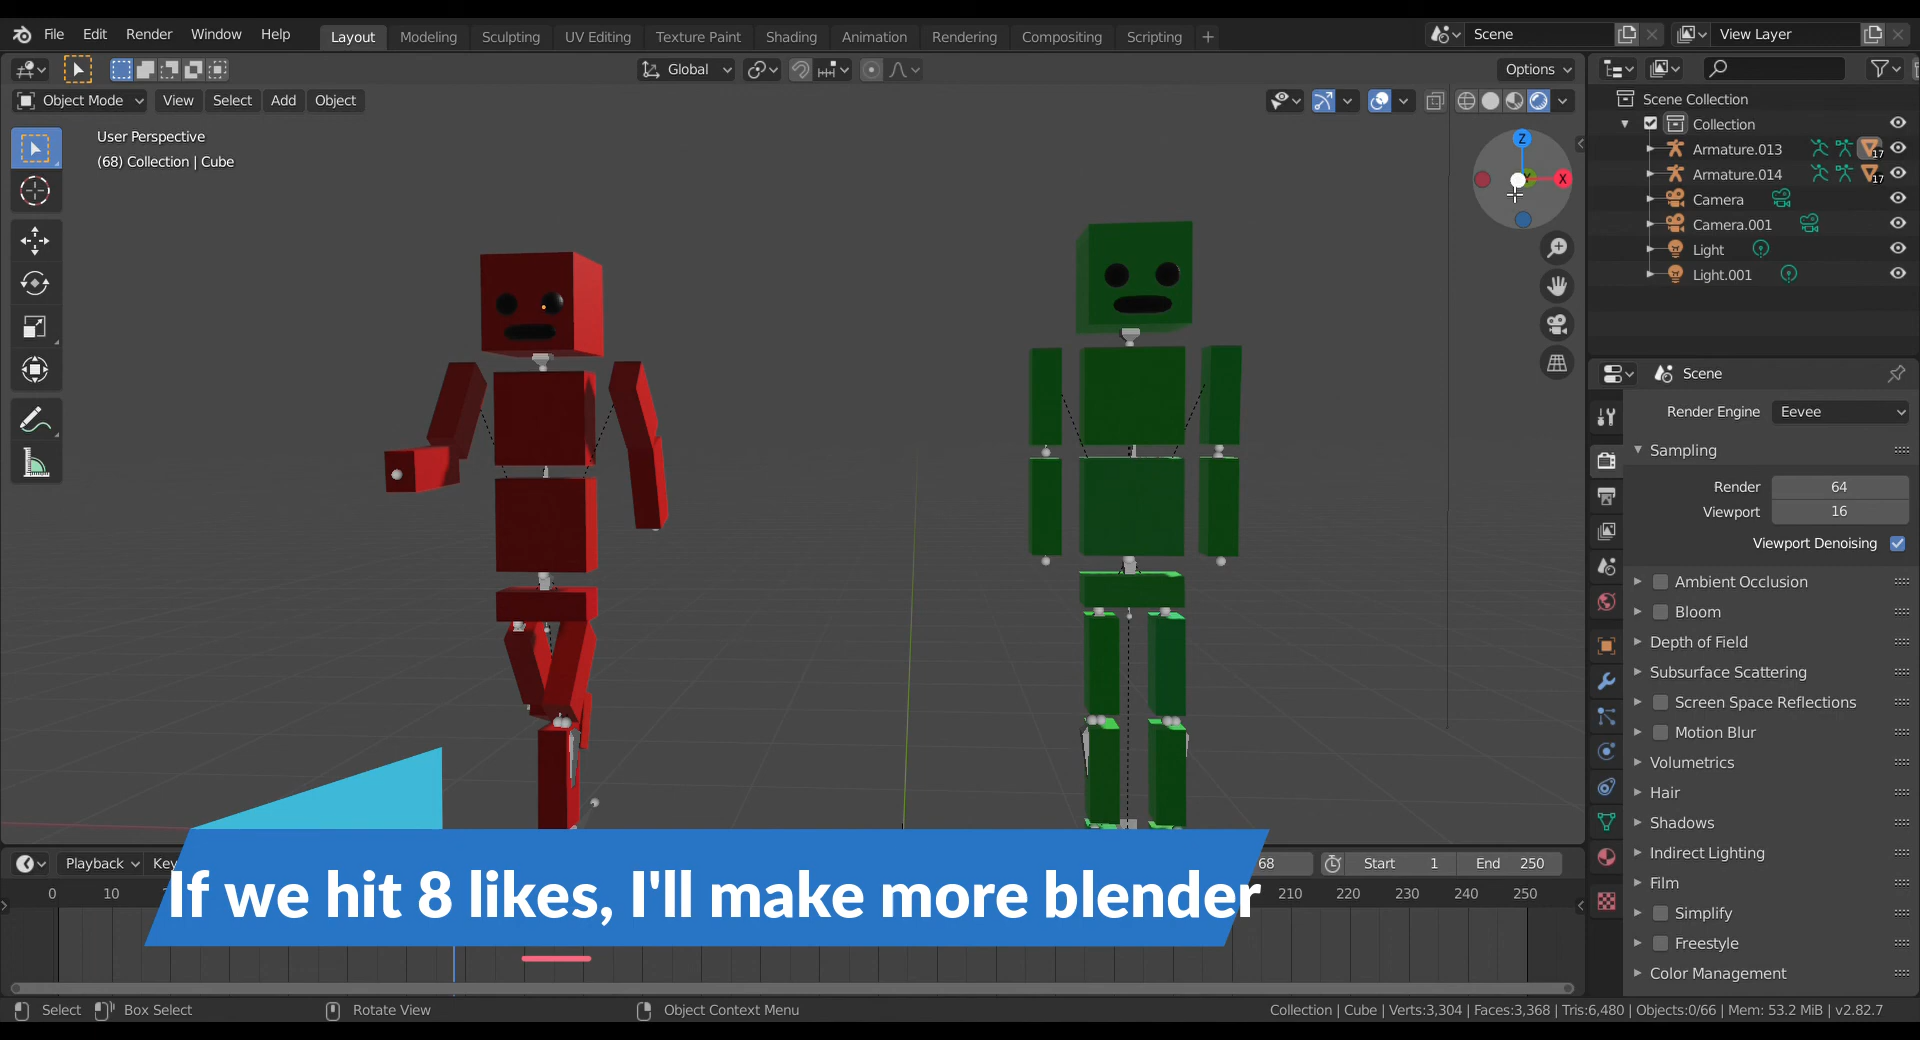 File Edit Render Window Help Layout Modeling Sculpting UV Editing Texture Paint Shading Animation Rendering Compositing Scripting + Scene View Layer
Global Options
Object Mode View Select Add Object
User Perspective
(68) Collection | Cube
Z
X
Scene Collection
Collection
Armature.013 17
Armature.014 17
Camera
Camera.001
Light
Light.001
Scene
Render Engine Eevee
Sampling
Render 64
Viewport 16
Viewport Denoising
Ambient Occlusion
Bloom
Depth of Field
Subsurface Scattering
Screen Space Reflections
Motion Blur
Volumetrics
Hair
Shadows
Indirect Lighting
Film
Simplify
Freestyle
Color Management
Playback Key 68 Start 1 End 250
0 10 210 220 230 240 250
If we hit 8 likes, I'll make more blender
Select Box Select Rotate View Object Context Menu Collection | Cube | Verts:3,304 | Faces:3,368 | Tris:6,480 | Objects:0/66 | Mem: 53.2 MiB | v2.82.7